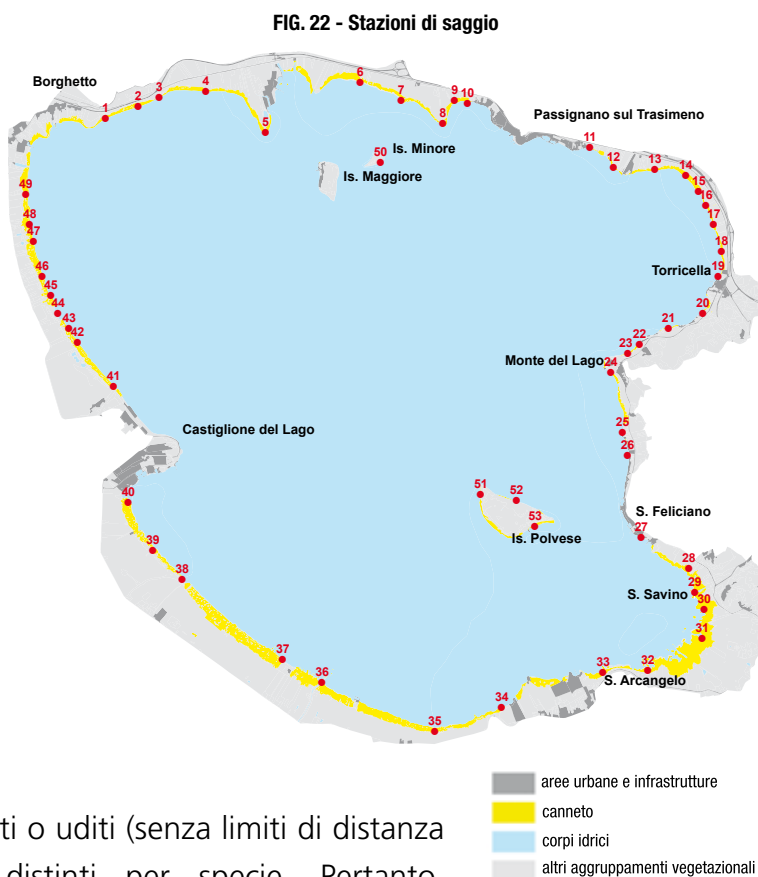 FIG. 22 - Stazioni di saggio
Borghetto
1
2
3
4
5
6
7
8
9
10
Passignano sul Trasimeno
11
12
13
14
15
16
17
18
50
Is. Minore
Is. Maggiore
49
48
47
46
45
44
43
42
41
Torricella
19
20
21
22
23
Monte del Lago
24
25
26
Castiglione del Lago
40
39
38
37
36
35
34
51
52
53
Is. Polvese
S. Feliciano
27
28
29
S. Savino
30
31
32
33
S. Arcangelo
aree urbane e infrastrutture
canneto
corpi idrici
altri aggruppamenti vegetazionali
ti o uditi (senza limiti di distanza
distinti per specie. Pertanto,